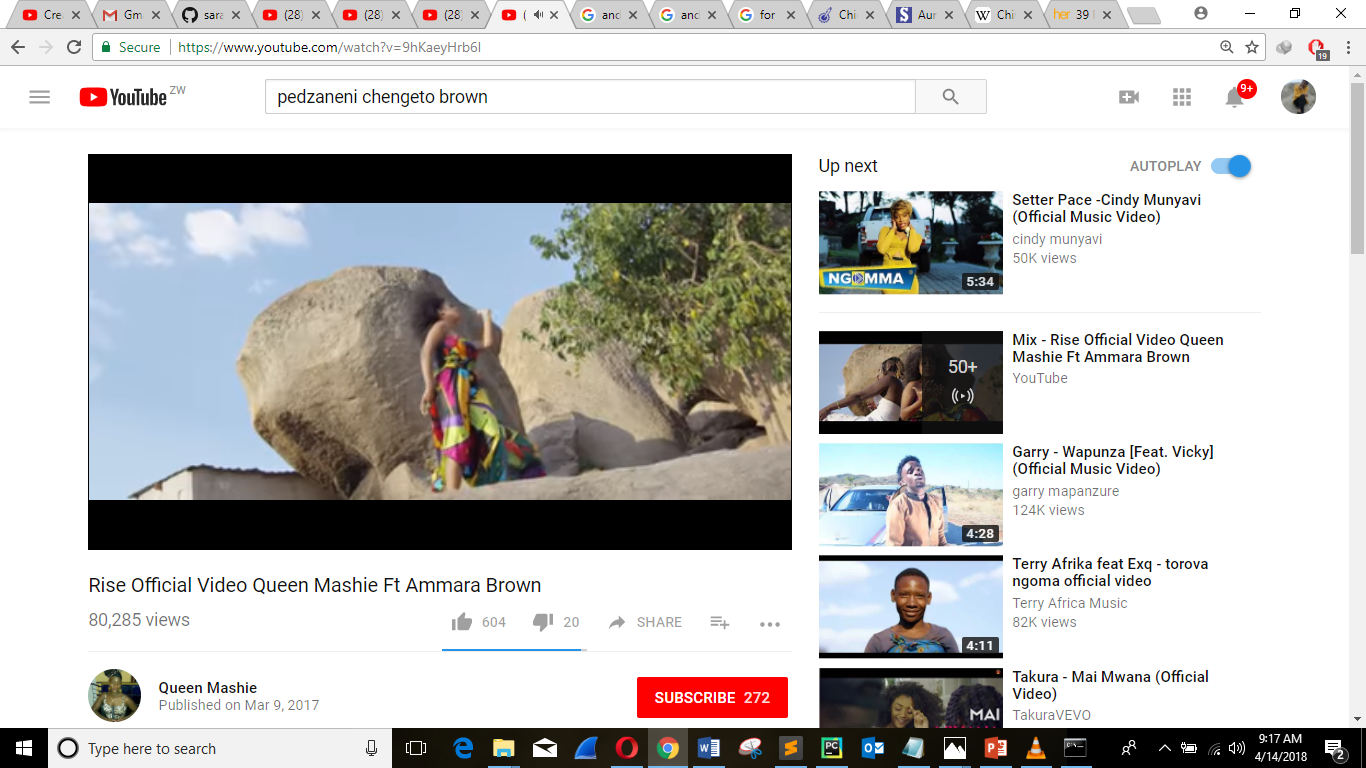 Cre
Gm
sara
(28)
(28)
(28)
(
and
and
for
Chi
Aur
Chi
her 39
Secure
https://www.youtube.com/watch?v=9hKaeyHrb6I
19
YouTube ZW
pedzaneni chengeto brown
9+
Up next
AUTOPLAY
Setter Pace -Cindy Munyavi
(Official Music Video)
cindy munyavi
50K views
NGOMMA
5:34
Mix - Rise Official Video Queen
Mashie Ft Ammara Brown
YouTube
50+
Garry - Wapunza [Feat. Vicky]
(Official Music Video)
garry mapanzure
124K views
4:28
Terry Afrika feat Exq - torova
ngoma official video
Terry Africa Music
82K views
4:11
Takura - Mai Mwana (Official
Video)
TakuraVEVO
MAI
Rise Official Video Queen Mashie Ft Ammara Brown
80,285 views
604
20
SHARE
Queen Mashie
Published on Mar 9, 2017
SUBSCRIBE 272
Type here to search
9:17 AM
4/14/2018
2